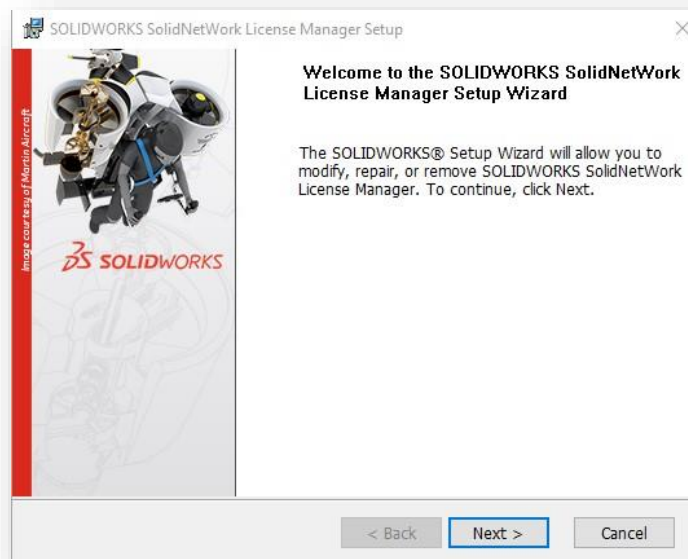 SOLIDWORKS SolidNetWork License Manager Setup
Image courtesy of Martin Aircraft
Welcome to the SOLIDWORKS SolidNetWork
License Manager Setup Wizard
The SOLIDWORKS® Setup Wizard will allow you to
modify, repair, or remove SOLIDWORKS SolidNetWork
License Manager. To continue, click Next.
SOLIDWORKS
< Back
Next >
Cancel